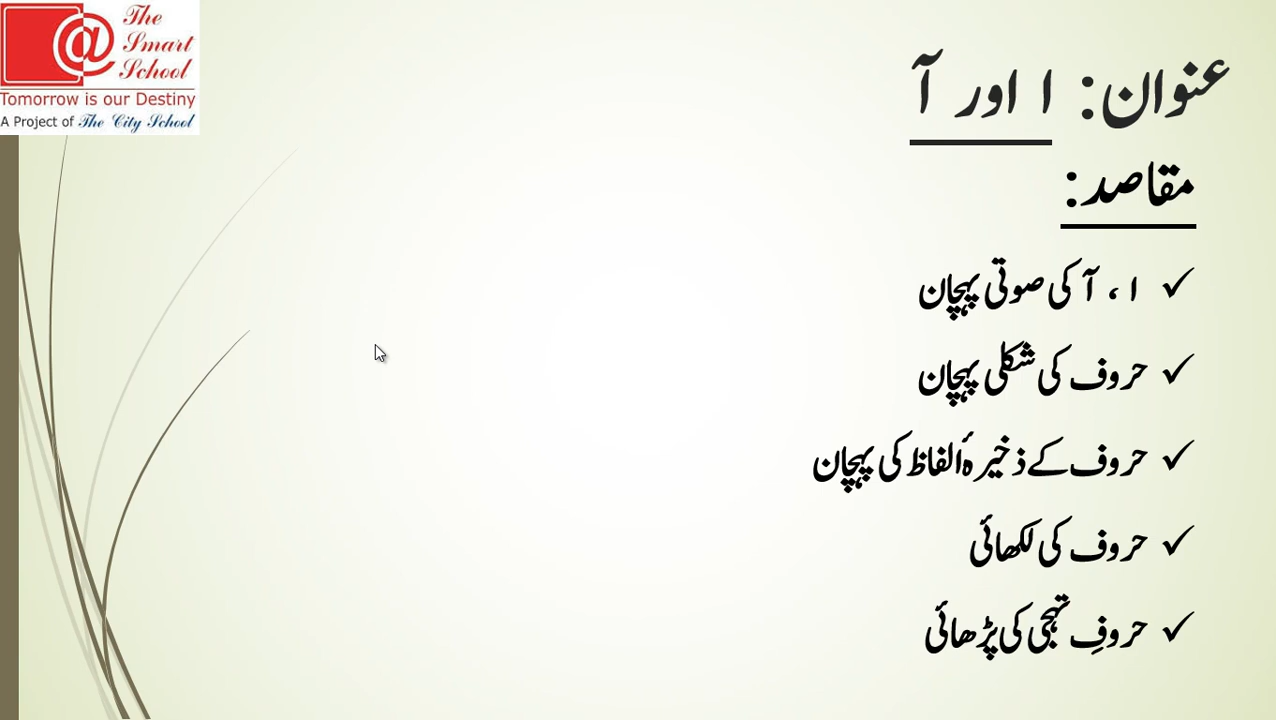 The
Smart
School
Tomorrow is our Destiny
A Project of The City School
عنوان: ا اور آ
مقاصد:
✓ ا ، آ کی صوتی پہچان
✓ حروف کی شکلی پہچان
✓ حروف کے ذخیرہٗ الفاظ کی پہچان
✓ حروف کی لکھائی
✓ حروفِ تہجی کی پڑھائی